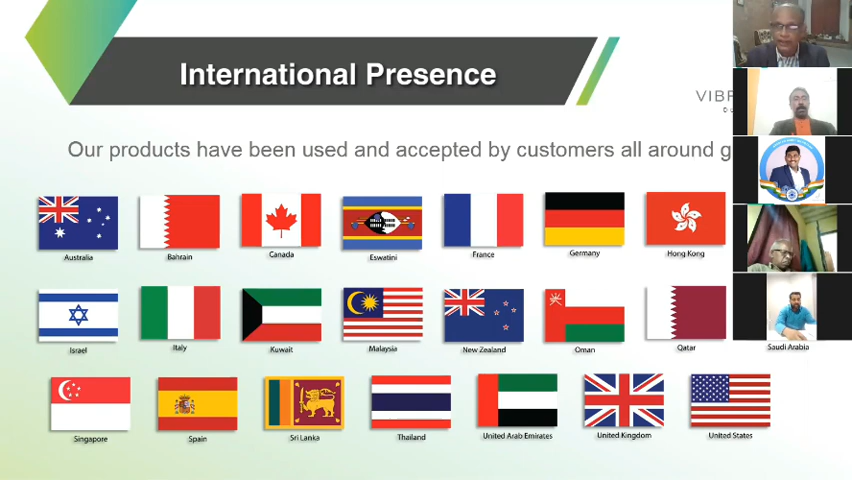 International Presence
VIBR
Our products have been used and accepted by customers all around g
Australia
Bahrain
Canada
Eswatini
France
Germany
Hong Kong
Israel
Italy
Kuwait
Malaysia
New Zealand
Oman
Qatar
Saudi Arabia
Singapore
Spain
Sri Lanka
Thailand
United Arab Emirates
United Kingdom
United States